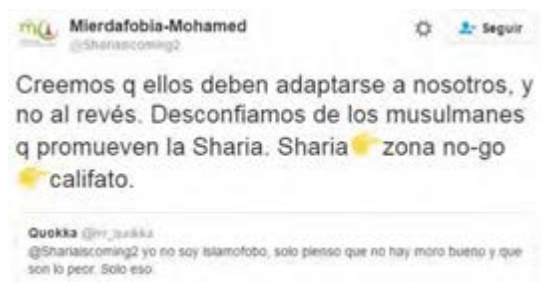 Mierdafobia-Mohamed
@Shariaiscoming2
Seguir
Creemos q ellos deben adaptarse a nosotros, y
no al revés. Desconfiamos de los musulmanes
q promueven la Sharia. Sharia👉zona no-go
👉califato.
Quokka
@Shariaiscoming2 yo no soy islamofobo, solo pienso que no hay moro bueno y que
son lo peor. Solo eso.